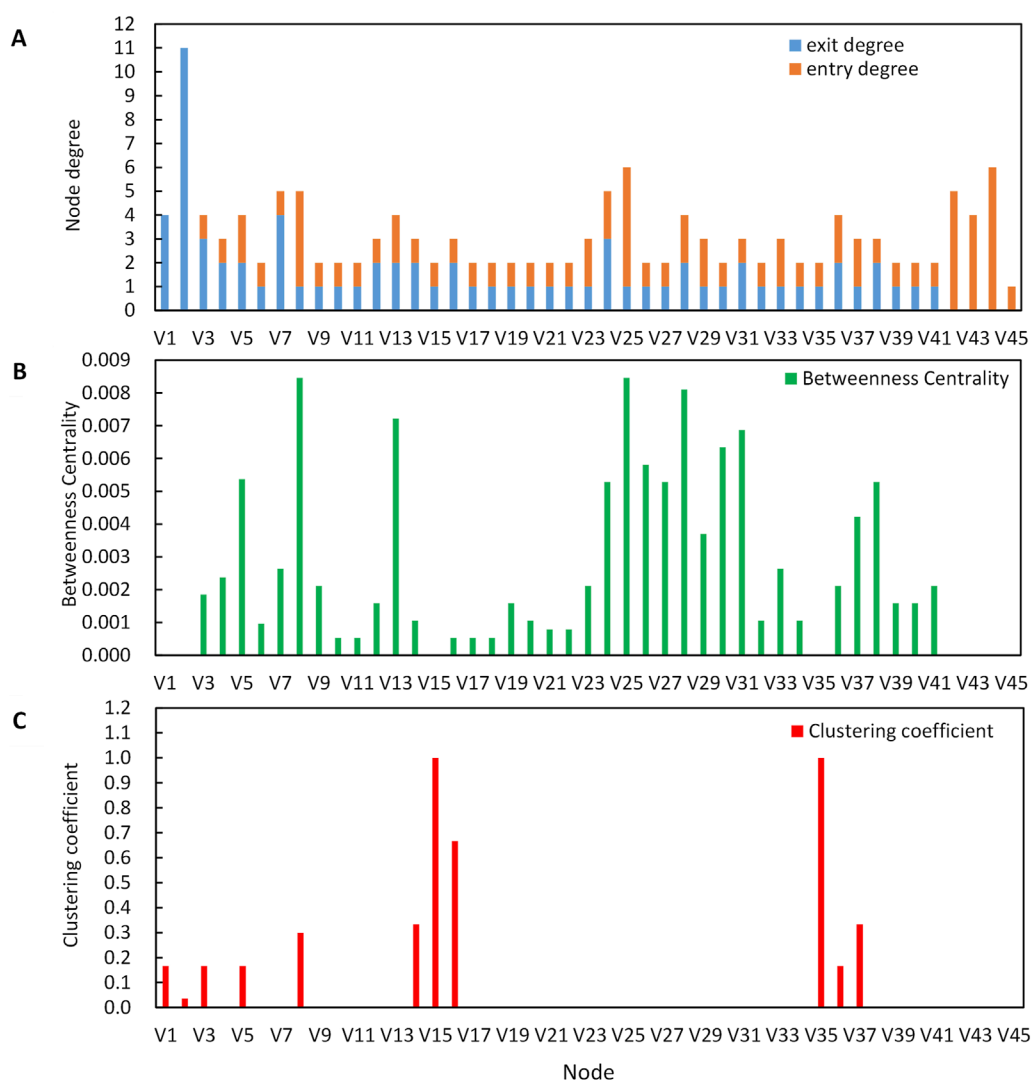 A
Node degree
12
11
10
9
8
7
6
5
4
3
2
1
0
exit degree
entry degree
V1 V3 V5 V7 V9 V11 V13 V15 V17 V19 V21 V23 V25 V27 V29 V31 V33 V35 V37 V39 V41 V43 V45
B
Betweenness Centrality
0.009
0.008
0.007
0.006
0.005
0.004
0.003
0.002
0.001
0.000
Betweenness Centrality
V1 V3 V5 V7 V9 V11 V13 V15 V17 V19 V21 V23 V25 V27 V29 V31 V33 V35 V37 V39 V41 V43 V45
C
Clustering coefficient
1.2
1.1
1.0
0.9
0.8
0.7
0.6
0.5
0.4
0.3
0.2
0.1
0.0
Clustering coefficient
V1 V3 V5 V7 V9 V11 V13 V15 V17 V19 V21 V23 V25 V27 V29 V31 V33 V35 V37 V39 V41 V43 V45
Node